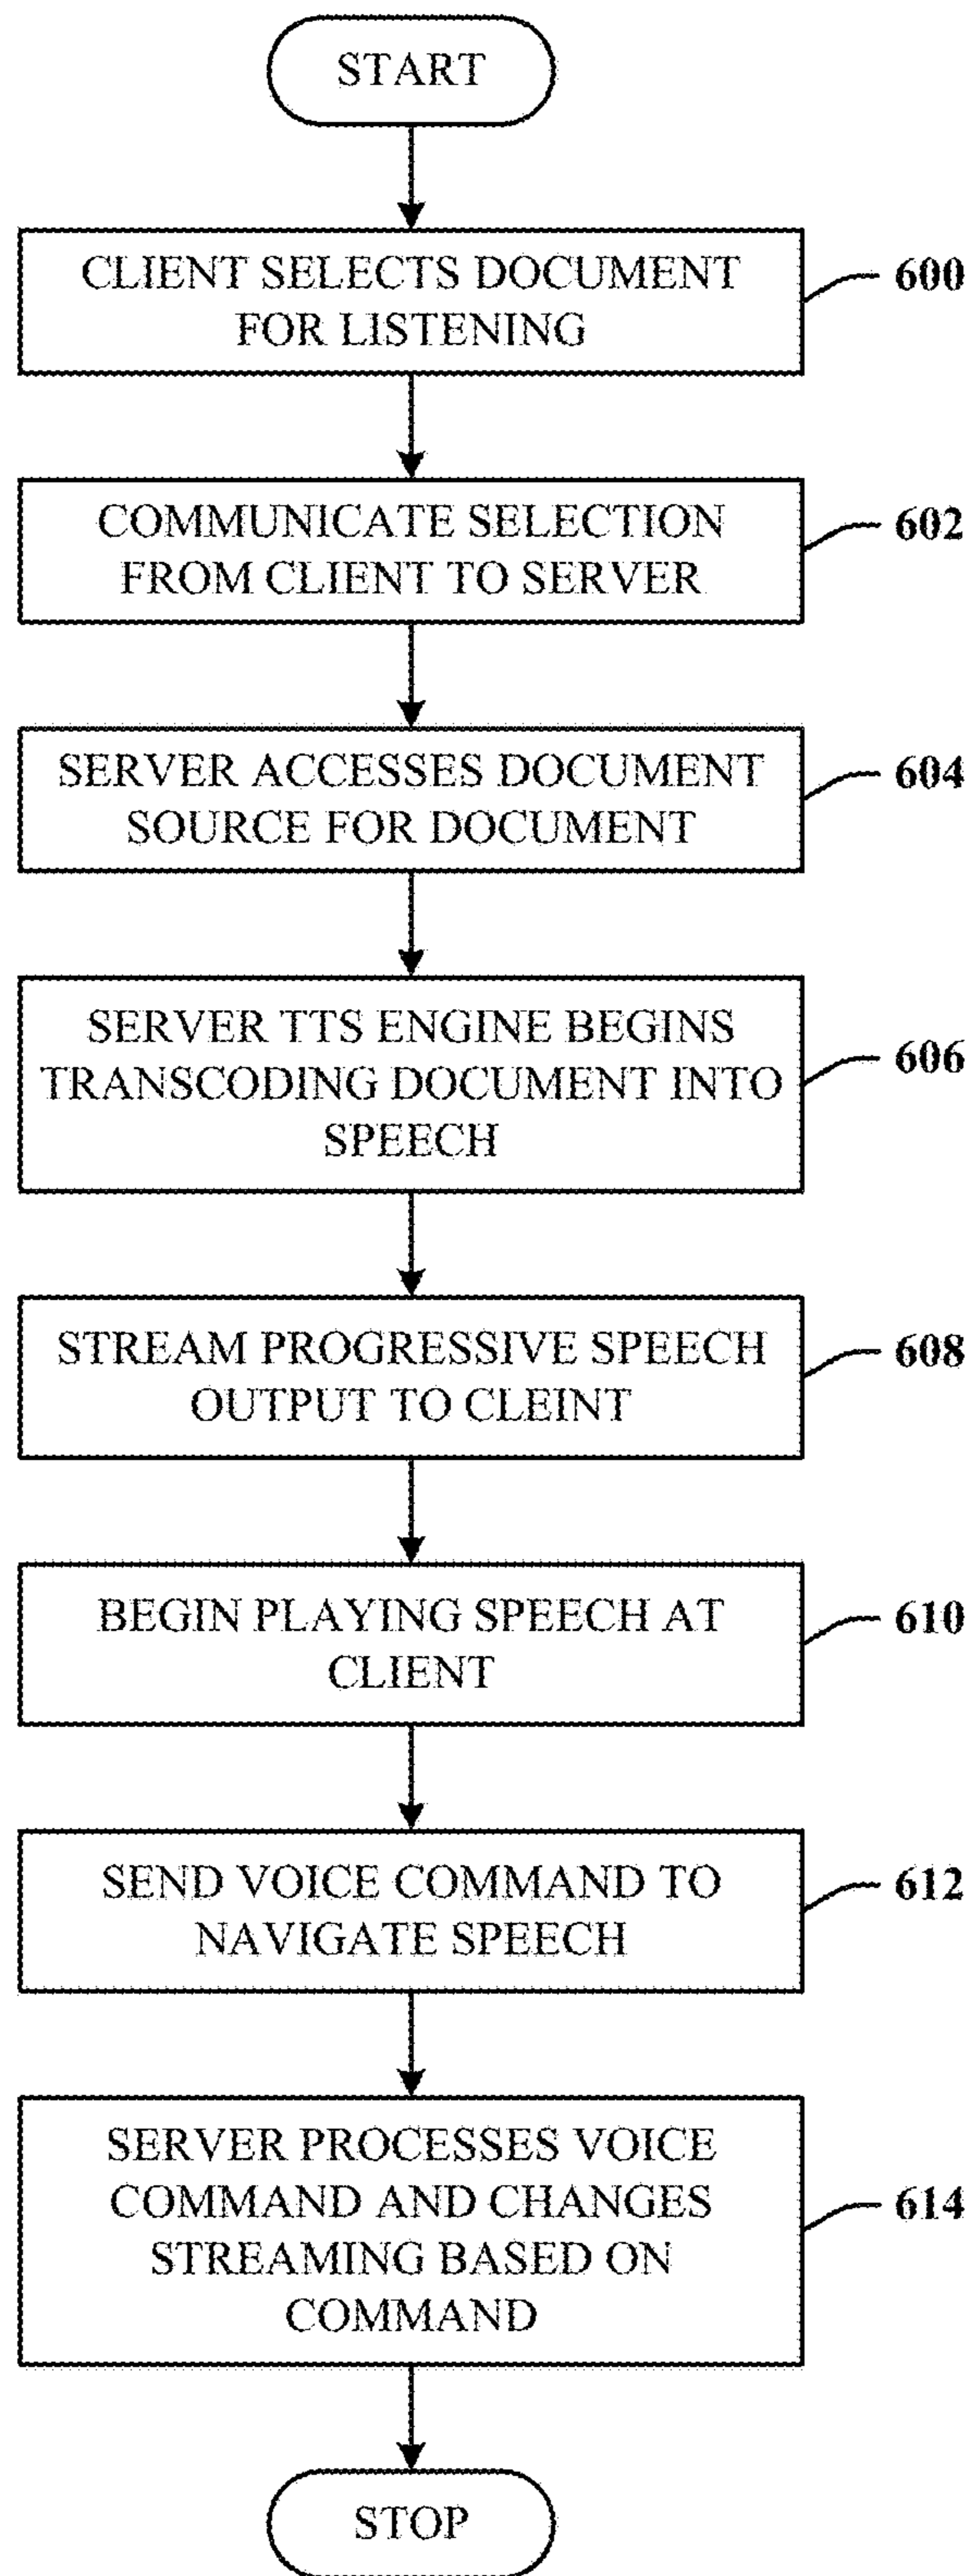 START
CLIENT SELECTS DOCUMENT
FOR LISTENING
600
COMMUNICATE SELECTION
FROM CLIENT TO SERVER
602
SERVER ACCESSES DOCUMENT
SOURCE FOR DOCUMENT
604
SERVER TTS ENGINE BEGINS
TRANSCODING DOCUMENT INTO
SPEECH
606
STREAM PROGRESSIVE SPEECH
OUTPUT TO CLEINT
608
BEGIN PLAYING SPEECH AT
CLIENT
610
SEND VOICE COMMAND TO
NAVIGATE SPEECH
612
SERVER PROCESSES VOICE
COMMAND AND CHANGES
STREAMING BASED ON
COMMAND
614
STOP